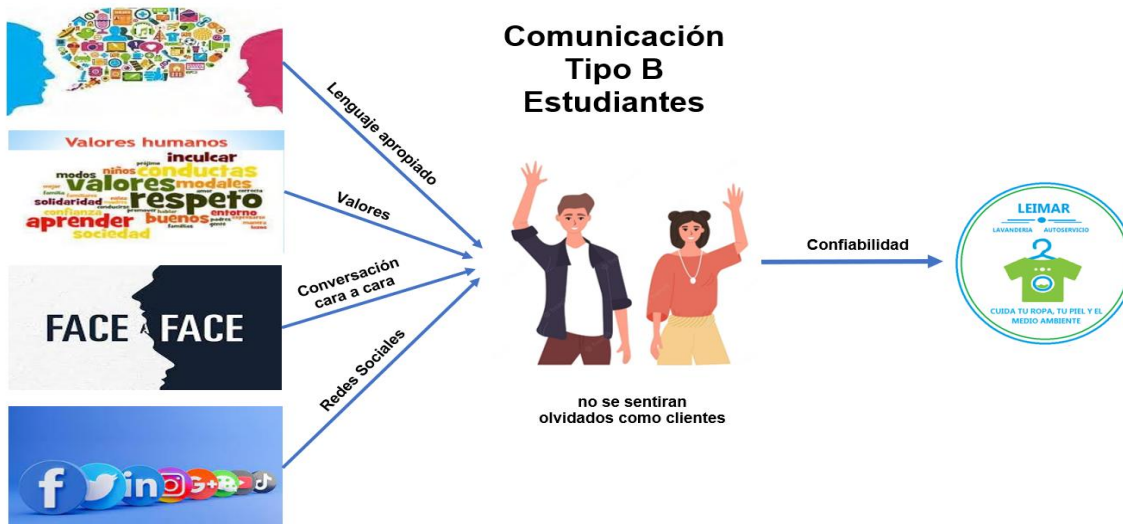 Comunicación
Tipo B
Estudiantes
Lenguaje apropiado
Valores humanos
inculcar
modos niños conductas
valores modales
solidaridad respeto
confianza entorno
aprender buenos
sociedad
Valores
Conversación
cara a cara
FACE FACE
Redes Sociales
f in G+
no se sentiran
olvidados como clientes
Confiabilidad
LEIMAR
LAVANDERIA AUTOSERVICIO
CUIDA TU ROPA, TU PIEL Y EL
MEDIO AMBIENTE